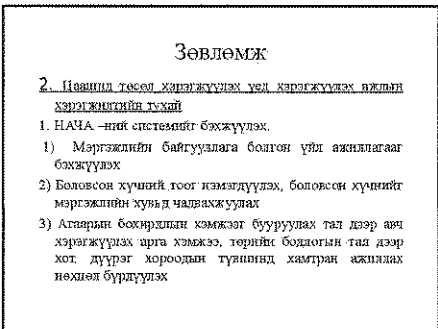 Зөвлөмж
2. Цаашид төсөл хэрэгжүүлэх үед хэрэгжүүлэх ажлын
хэрэгжилтийн тухай
1. НАЧА –ний системийг бэхжүүлэх.
1) Мэргэжлийн байгууллага болгон үйл ажиллагааг
бэхжүүлэх
2) Боловсон хүчний тоог нэмэгдүүлэх, боловсон хүчнийг
мэргэжлийн хувьд чадавхжуулах
3) Агаарын бохирдлын хэмжээг бууруулах тал дээр авч
хэрэгжүүлэх арга хэмжээ, төрийн бодлогын тал дээр
хот, дүүрэг хороодын түвшинд хамтран ажиллах
нөхцөл бүрдүүлэх